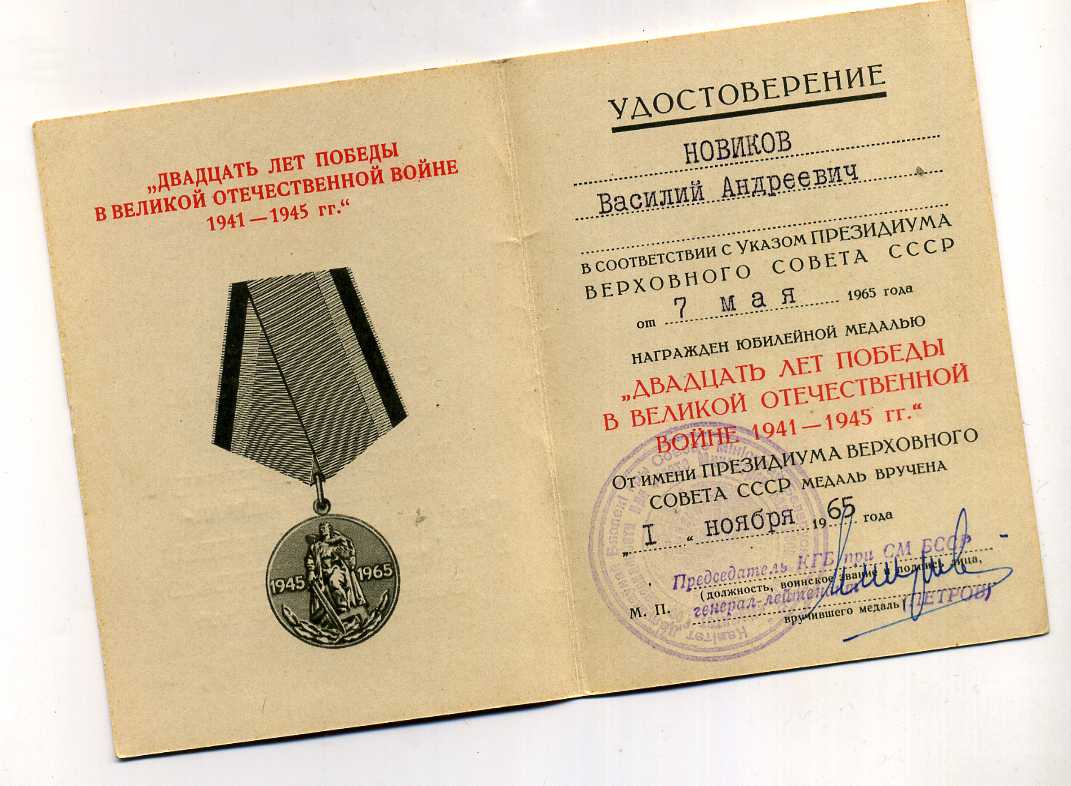 „ДВАДЦАТЬ ЛЕТ ПОБЕДЫ
В ВЕЛИКОЙ ОТЕЧЕСТВЕННОЙ ВОЙНЕ
1941—1945 гг.“
1945 1965
УДОСТОВЕРЕНИЕ
НОВИКОВ
Василий Андреевич
В СООТВЕТСТВИИ С УКАЗОМ ПРЕЗИДИУМА
ВЕРХОВНОГО СОВЕТА СССР
от 7 мая 1965 года
НАГРАЖДЕН ЮБИЛЕЙНОЙ МЕДАЛЬЮ
„ДВАДЦАТЬ ЛЕТ ПОБЕДЫ
В ВЕЛИКОЙ ОТЕЧЕСТВЕННОЙ
ВОЙНЕ 1941—1945 гг.“
ОТ ИМЕНИ ПРЕЗИДИУМА ВЕРХОВНОГО
СОВЕТА СССР МЕДАЛЬ ВРУЧЕНА
„I“ ноября 1965 года
Председатель КГБ при СМ БССР
(должность, воинское звание и подпись лица,
М. П. генерал-лейтенант
вручившего медаль) (ПЕТРОВ)